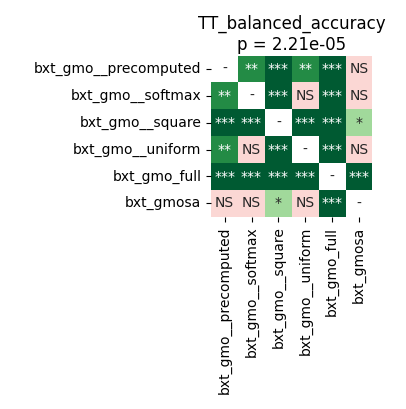 TT_balanced_accuracy
p = 2.21e-05
bxt_gmo__precomputed - ** *** ** *** NS
bxt_gmo__softmax ** - *** NS *** NS
bxt_gmo__square *** *** - *** *** *
bxt_gmo__uniform ** NS *** - *** NS
bxt_gmo_full *** *** *** *** - ***
bxt_gmosa NS NS * NS *** -
bxt_gmo__precomputed
bxt_gmo__softmax
bxt_gmo__square
bxt_gmo__uniform
bxt_gmo_full
bxt_gmosa